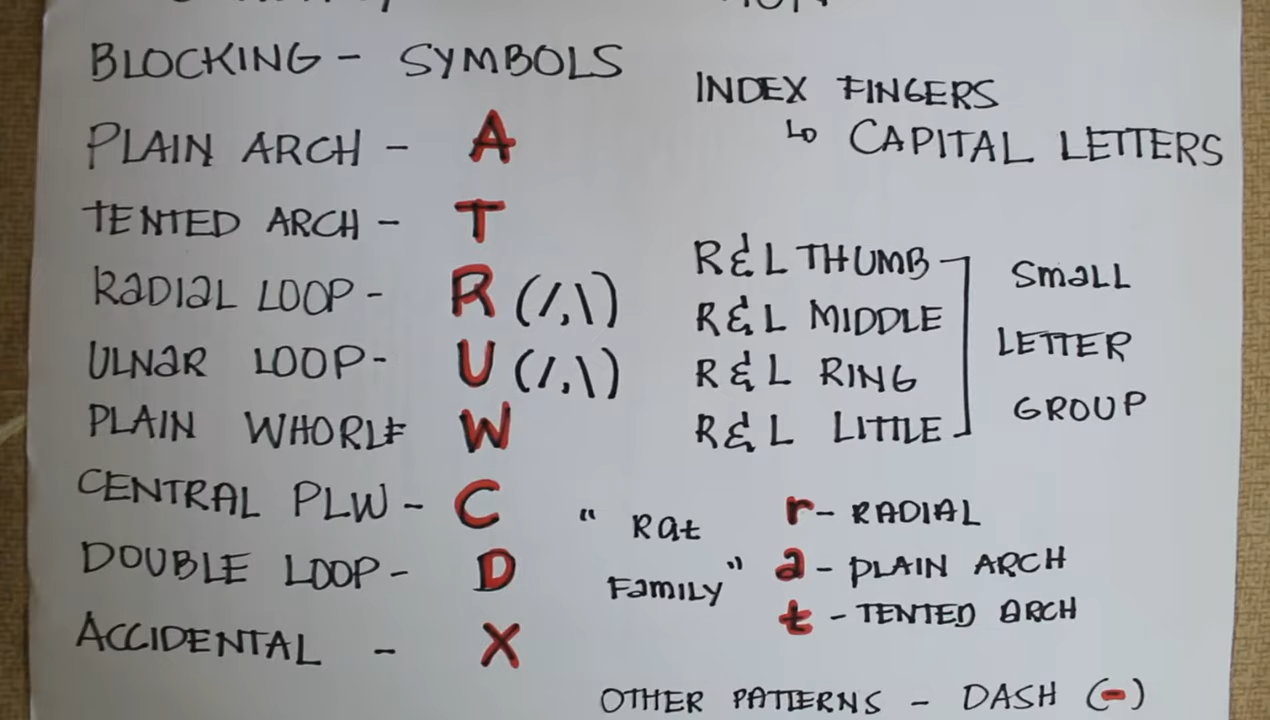 BLOCKING - SYMBOLS
PLAIN ARCH - A
TENTED ARCH - T
RADIAL LOOP - R (/,\)
ULNAR LOOP - U (/,\)
PLAIN WHORL - W
CENTRAL PLW - C
DOUBLE LOOP - D
ACCIDENTAL - X
INDEX FINGERS
CAPITAL LETTERS
R & L THUMB
R & L MIDDLE
R & L RING
R & L LITTLE
SMALL
LETTER
GROUP
"Rat
Family"
r - RADIAL
a - PLAIN ARCH
t - TENTED ARCH
OTHER PATTERNS - DASH (-)